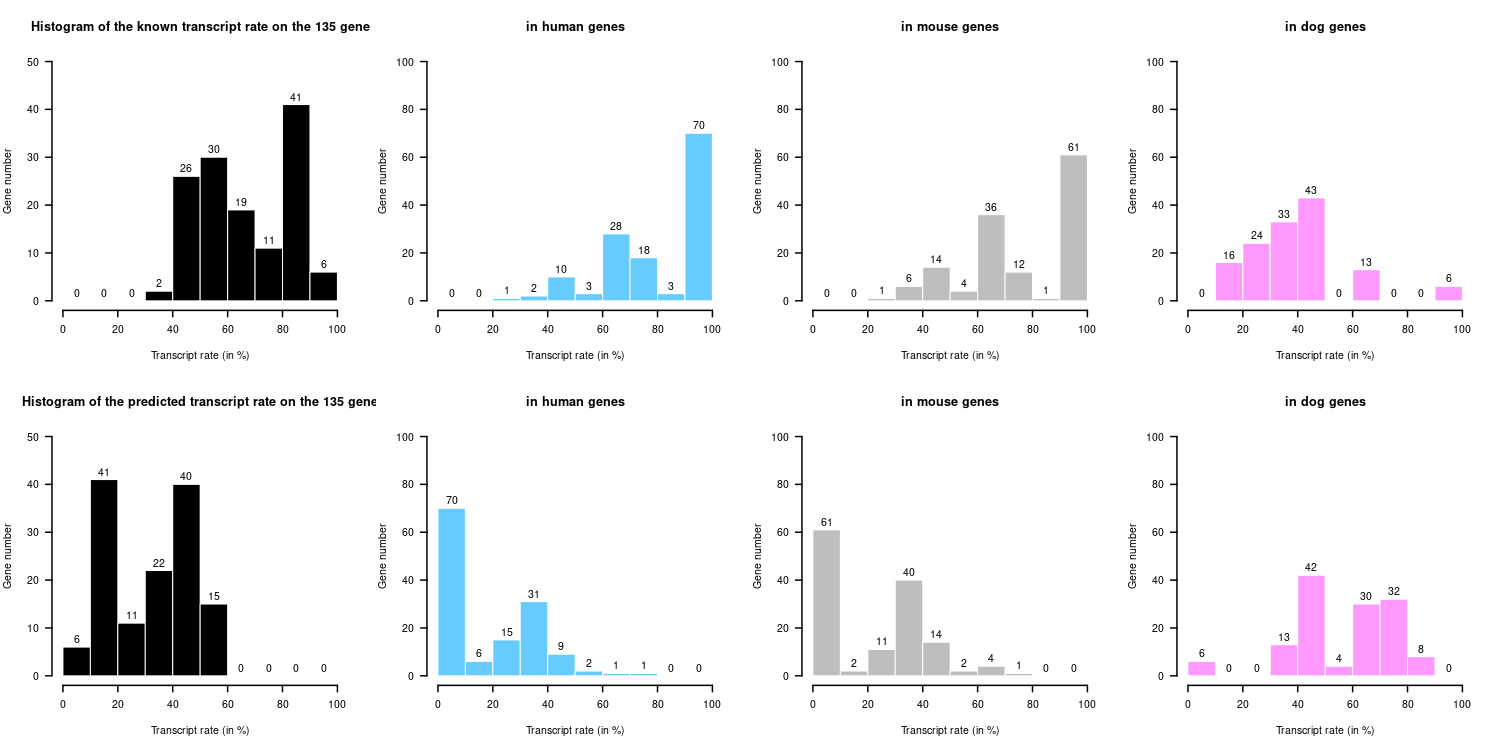 Histogram of the known transcript rate on the 135 gene
in human genes
in mouse genes
in dog genes
Gene number
50
40
30
20
10
0
0 0 0 2 26 30 19 11 41 6
0 20 40 60 80 100
Transcript rate (in %)
Gene number
100
80
60
40
20
0
0 0 1 2 10 3 28 18 3 70
0 20 40 60 80 100
Transcript rate (in %)
Gene number
100
80
60
40
20
0
0 0 1 6 14 4 36 12 1 61
0 20 40 60 80 100
Transcript rate (in %)
Gene number
100
80
60
40
20
0
0 16 24 33 43 0 13 0 0 6
0 20 40 60 80 100
Transcript rate (in %)
Histogram of the predicted transcript rate on the 135 gene
in human genes
in mouse genes
in dog genes
Gene number
50
40
30
20
10
0
6 41 11 22 40 15 0 0 0 0
0 20 40 60 80 100
Transcript rate (in %)
Gene number
100
80
60
40
20
0
70 6 15 31 9 2 1 1 0 0
0 20 40 60 80 100
Transcript rate (in %)
Gene number
100
80
60
40
20
0
61 2 11 40 14 2 4 1 0 0
0 20 40 60 80 100
Transcript rate (in %)
Gene number
100
80
60
40
20
0
6 0 0 13 42 4 30 32 8 0
0 20 40 60 80 100
Transcript rate (in %)